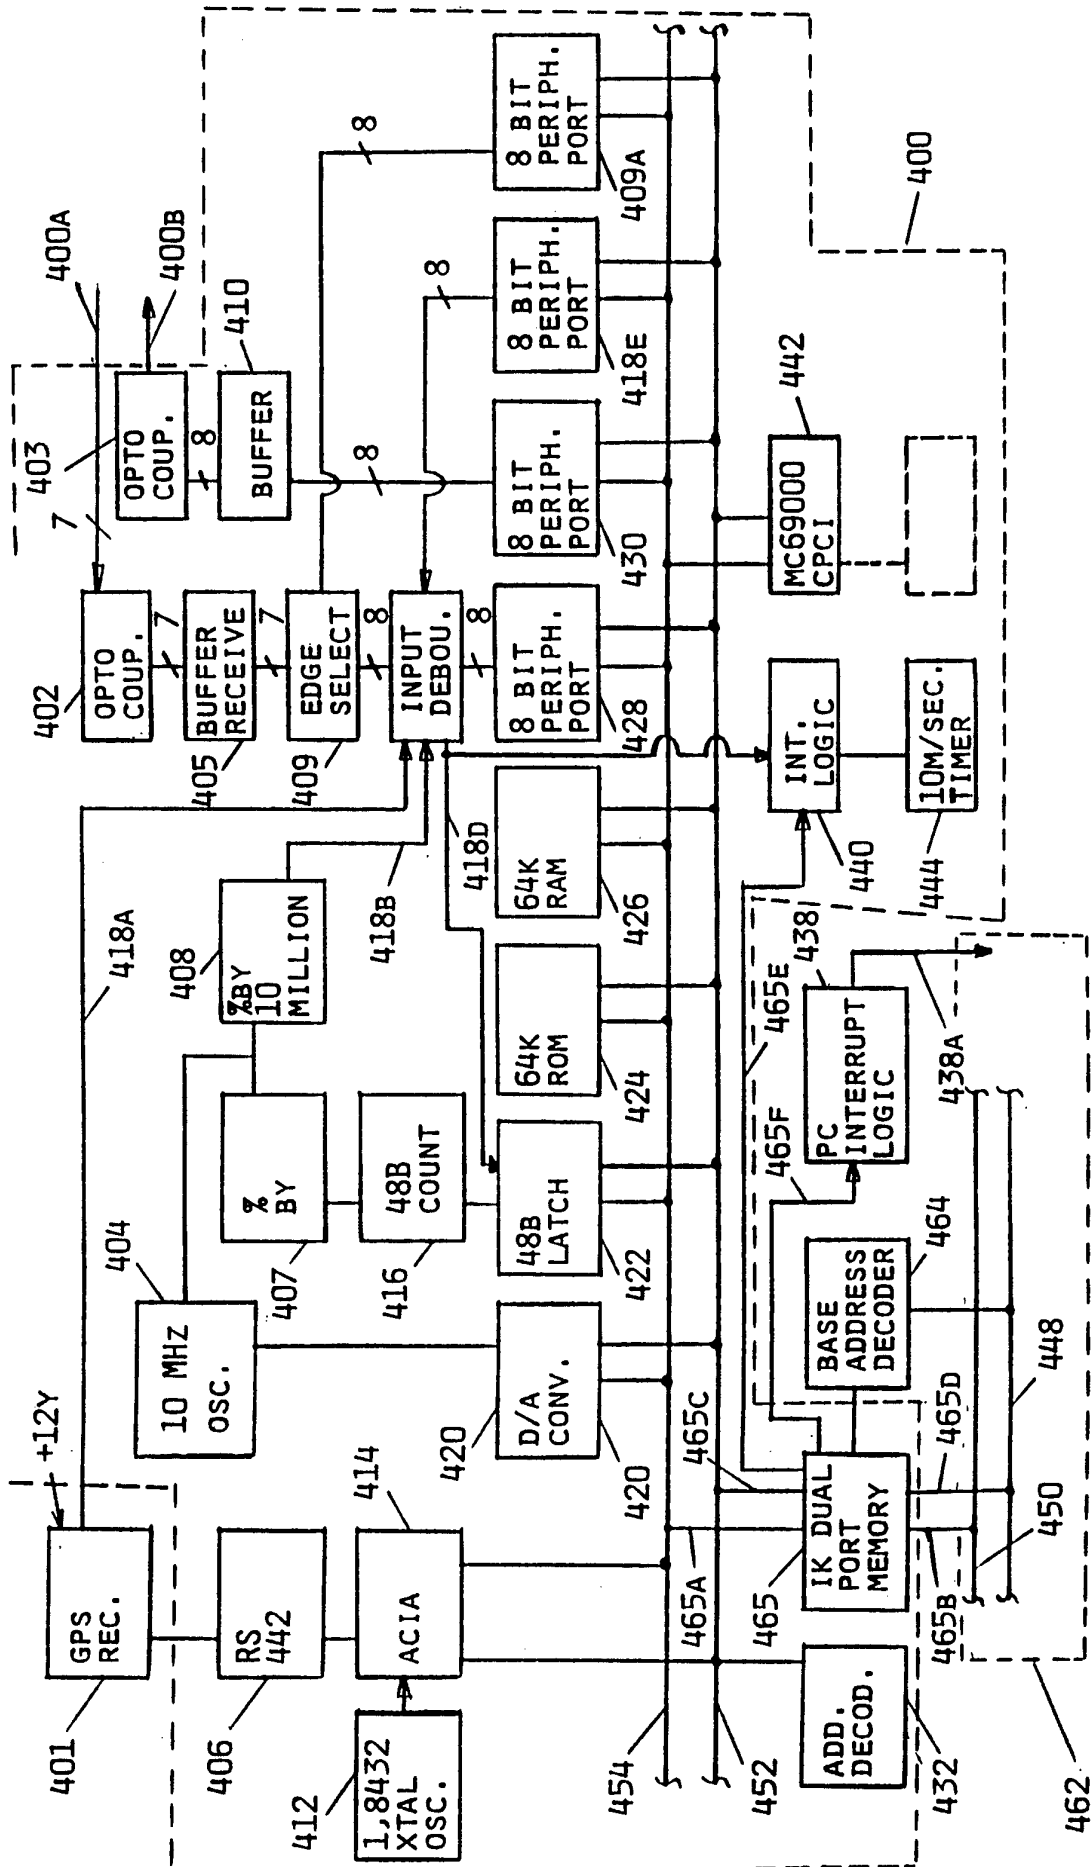 400A
400B
403
OPTO
COUP.
8
410
BUFFER
7
402
OPTO
COUP.
7
405
BUFFER
RECEIVE
7
409
EDGE
SELECT
8
INPUT
DEBOU.
8
8
8
8
8 BIT
PERIPH.
PORT
409A
8 BIT
PERIPH.
PORT
418E
8 BIT
PERIPH.
PORT
430
8 BIT
PERIPH.
PORT
428
400
418A
408
%BY
10
MILLION
418B
418D
64K
RAM
426
64K
ROM
424
404
10 MHZ
OSC.
%
BY
407
48B
COUNT
416
48B
LATCH
422
420
D/A
CONV.
420
+12Y
GPS
REC.
401
RS
442
406
414
ACIA
412
1,8432
XTAL
OSC.
442
MC69000
CPCI
INT.
LOGIC
440
10M/SEC.
TIMER
444
465E
465F
438
PC
INTERRUPT
LOGIC
438A
464
BASE
ADDRESS
DECODER
448
465C
465D
465A
465
IK DUAL
PORT
MEMORY
450
465B
454
452
ADD.
DECOD.
432
462